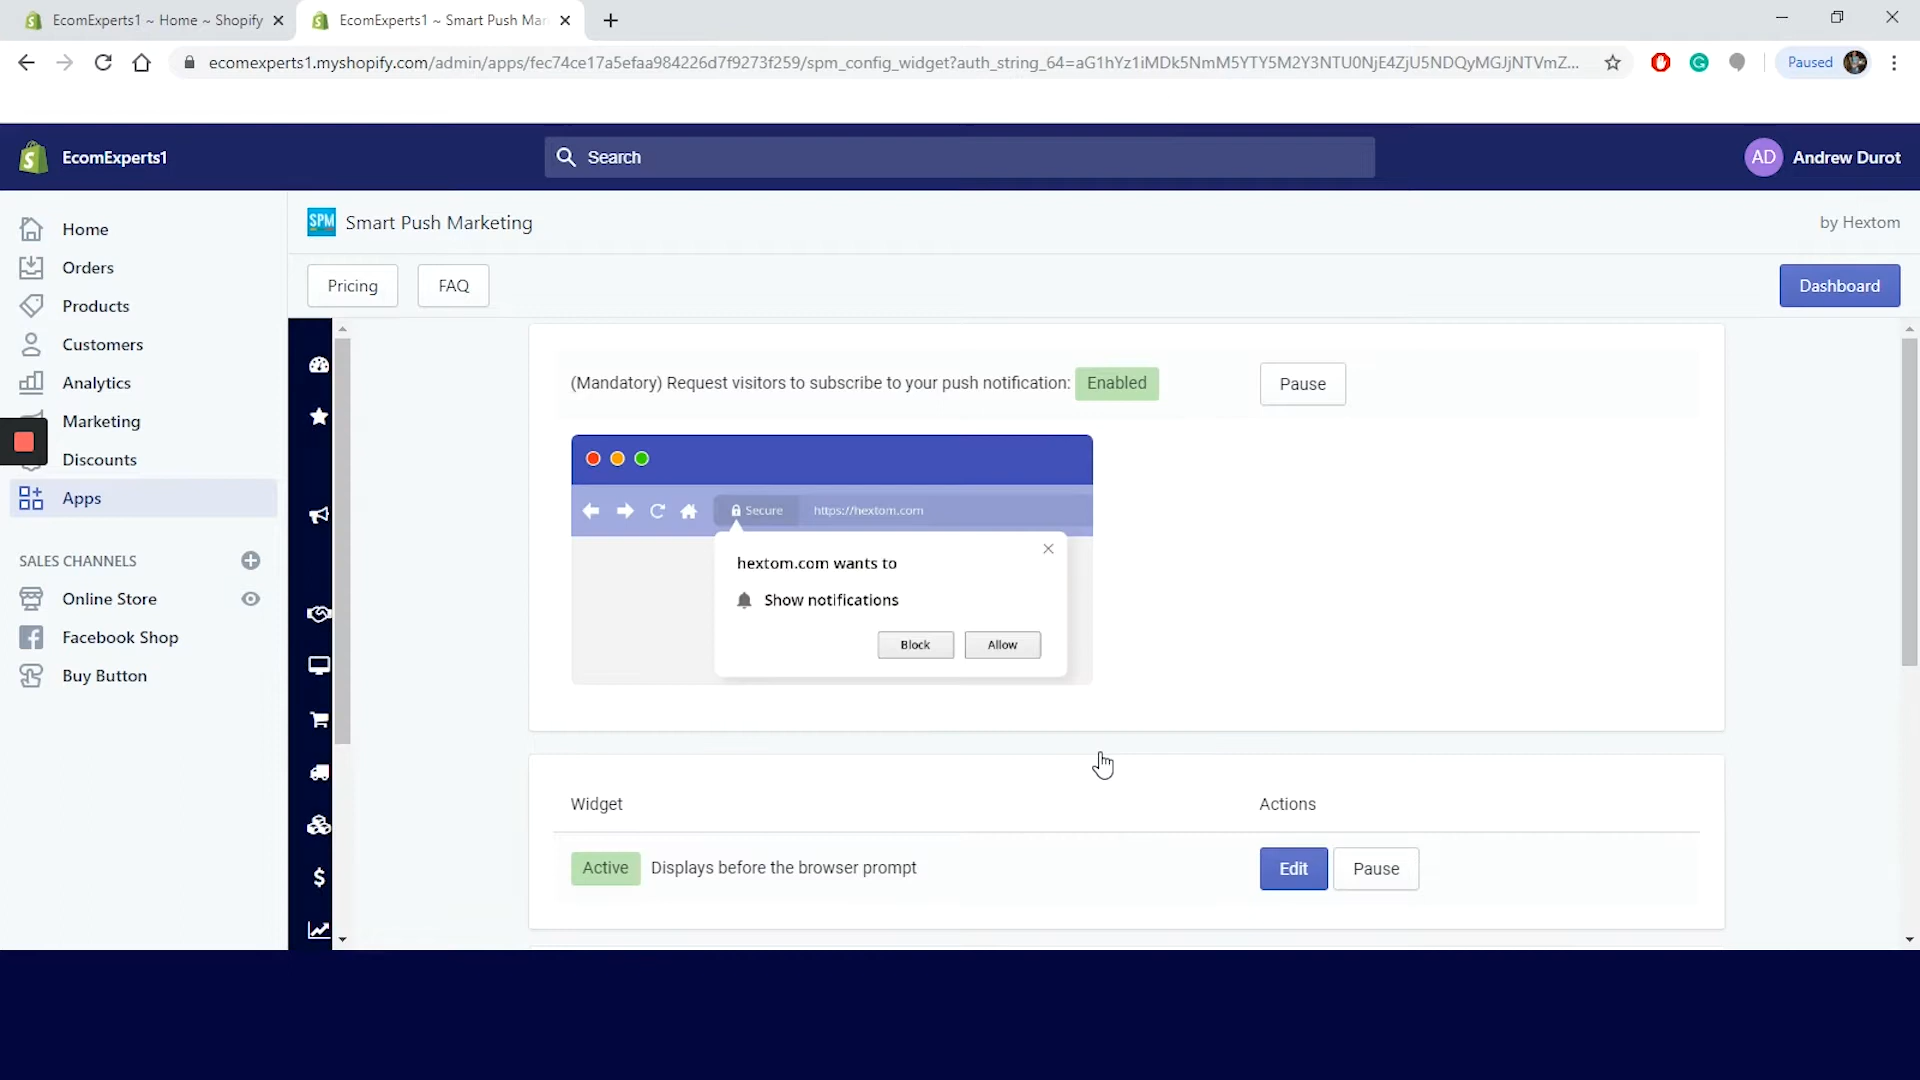 EcomExperts1 ~ Home ~ Shopify
EcomExperts1 ~ Smart Push Mar
ecomexperts1.myshopify.com/admin/apps/fec74ce17a5efaa984226d7f9273f259/spm_config_widget?auth_string_64=aG1hYz1iMDk5NmM5YTY5M2Y3NTU0NjE4ZjU5NDQyMGJjNTVmZ...
Paused
EcomExperts1
Search
AD
Andrew Durot
Home
Orders
Products
Customers
Analytics
Marketing
Discounts
Apps
SALES CHANNELS
Online Store
Facebook Shop
Buy Button
SPM
Smart Push Marketing
by Hextom
Pricing
FAQ
Dashboard
(Mandatory) Request visitors to subscribe to your push notification: Enabled
Pause
Secure
https://hextom.com
hextom.com wants to
Show notifications
Block
Allow
Widget
Actions
Active
Displays before the browser prompt
Edit
Pause